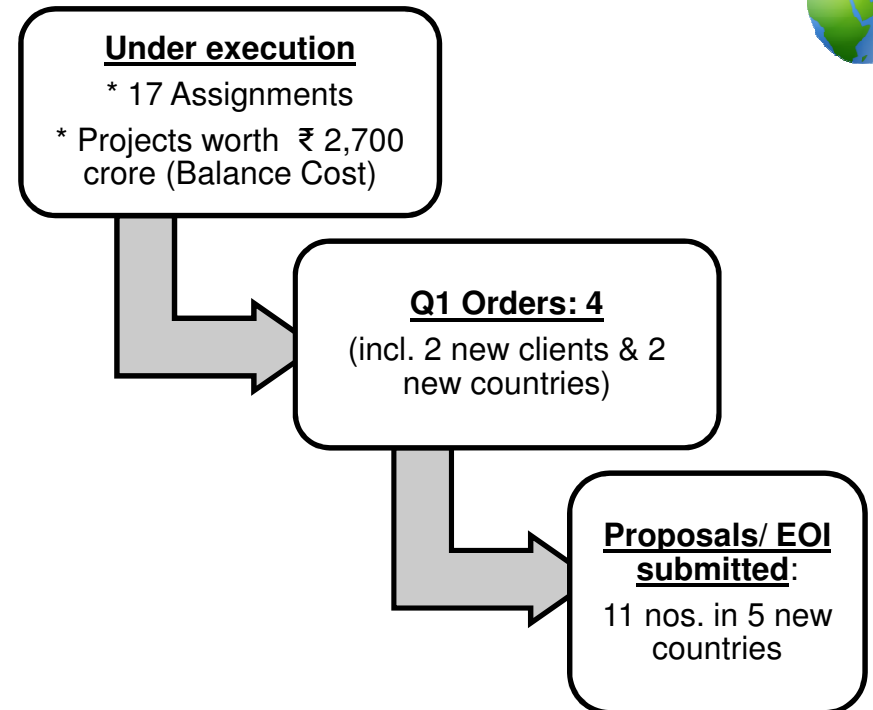 Under execution
* 17 Assignments
* Projects worth ₹ 2,700
crore (Balance Cost)
Q1 Orders: 4
(incl. 2 new clients & 2
new countries)
Proposals/ EOI
submitted:
11 nos. in 5 new
countries